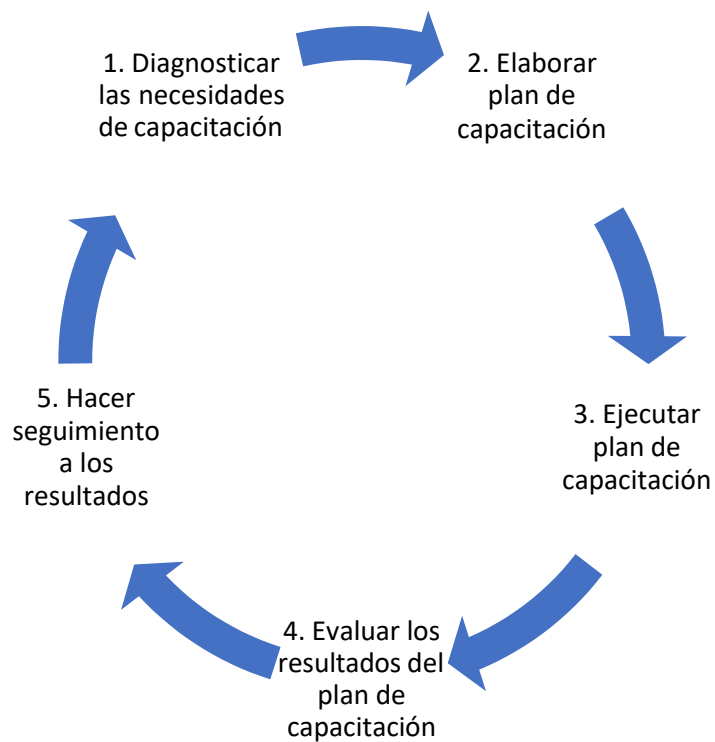 1. Diagnosticar
las necesidades
de capacitación
2. Elaborar
plan de
capacitación
3. Ejecutar
plan de
capacitación
4. Evaluar los
resultados del
plan de
capacitación
5. Hacer
seguimiento
a los
resultados